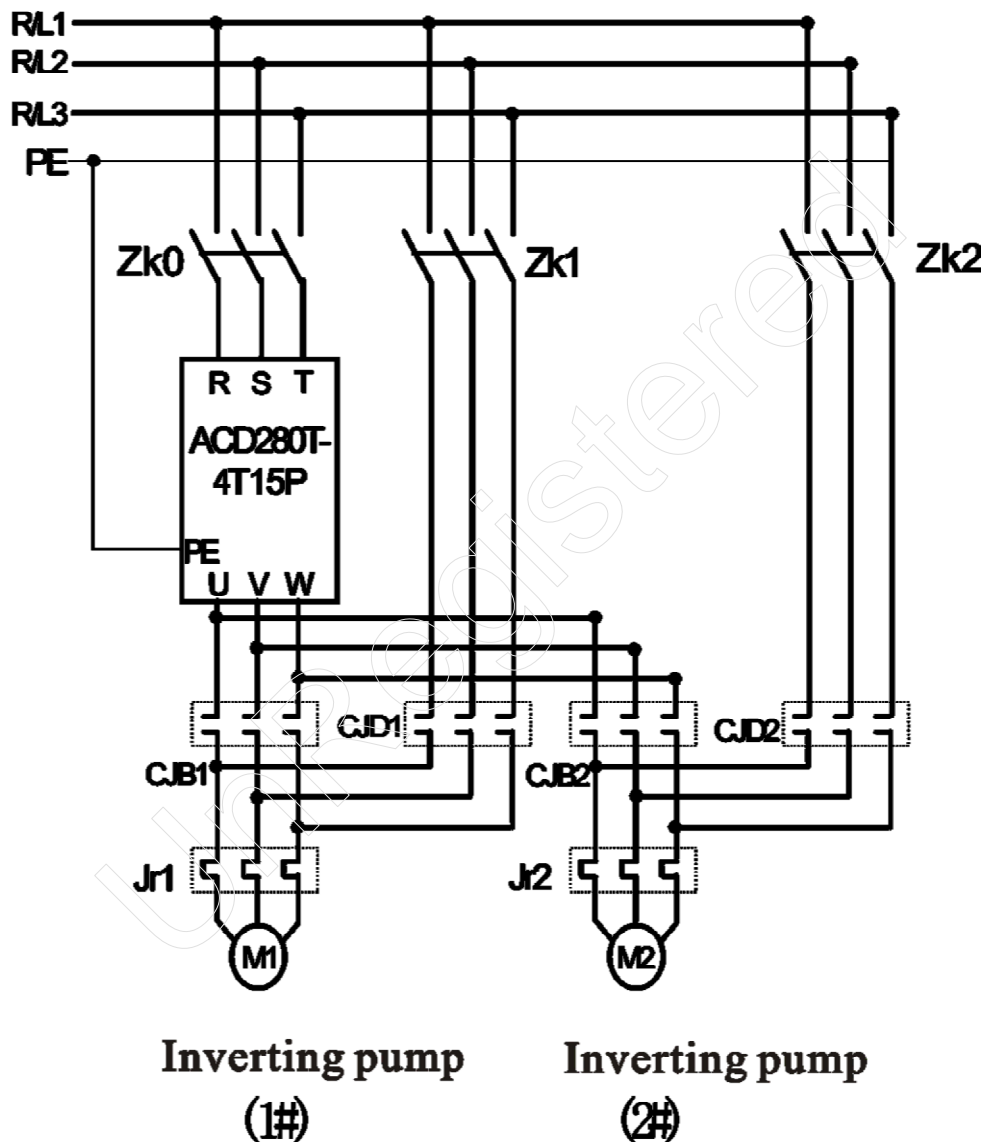 R/L1
R/L2
R/L3
PE
Zk0
Zk1
Zk2
R S T
ACD280T-
4T15P
PE
U V W
CJD1
CJD2
CJB1
CJB2
Jr1
Jr2
M1
M2
Inverting pump
Inverting pump
(1#)
(2#)
UnRegistered